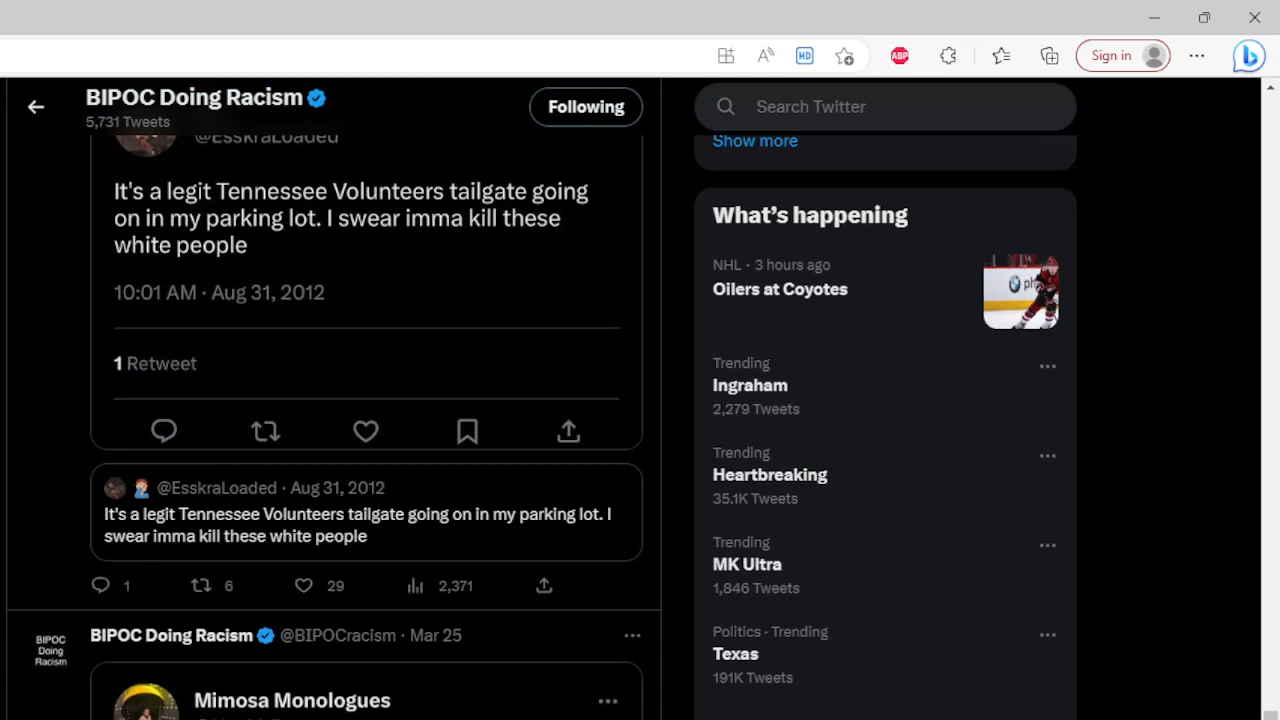 Sign in
BIPOC Doing Racism
5,731 Tweets
Following
@EsskraLoaded
It's a legit Tennessee Volunteers tailgate going
on in my parking lot. I swear imma kill these
white people
10:01 AM · Aug 31, 2012
1 Retweet
@EsskraLoaded · Aug 31, 2012
It's a legit Tennessee Volunteers tailgate going on in my parking lot. I
swear imma kill these white people
1 6 29 2,371
BIPOC
Doing
Racism
BIPOC Doing Racism @BIPOCracism · Mar 25
Mimosa Monologues
Search Twitter
Show more
What's happening
NHL · 3 hours ago
Oilers at Coyotes
Trending
Ingraham
2,279 Tweets
Trending
Heartbreaking
35.1K Tweets
Trending
MK Ultra
1,846 Tweets
Politics · Trending
Texas
191K Tweets
HD
ABP